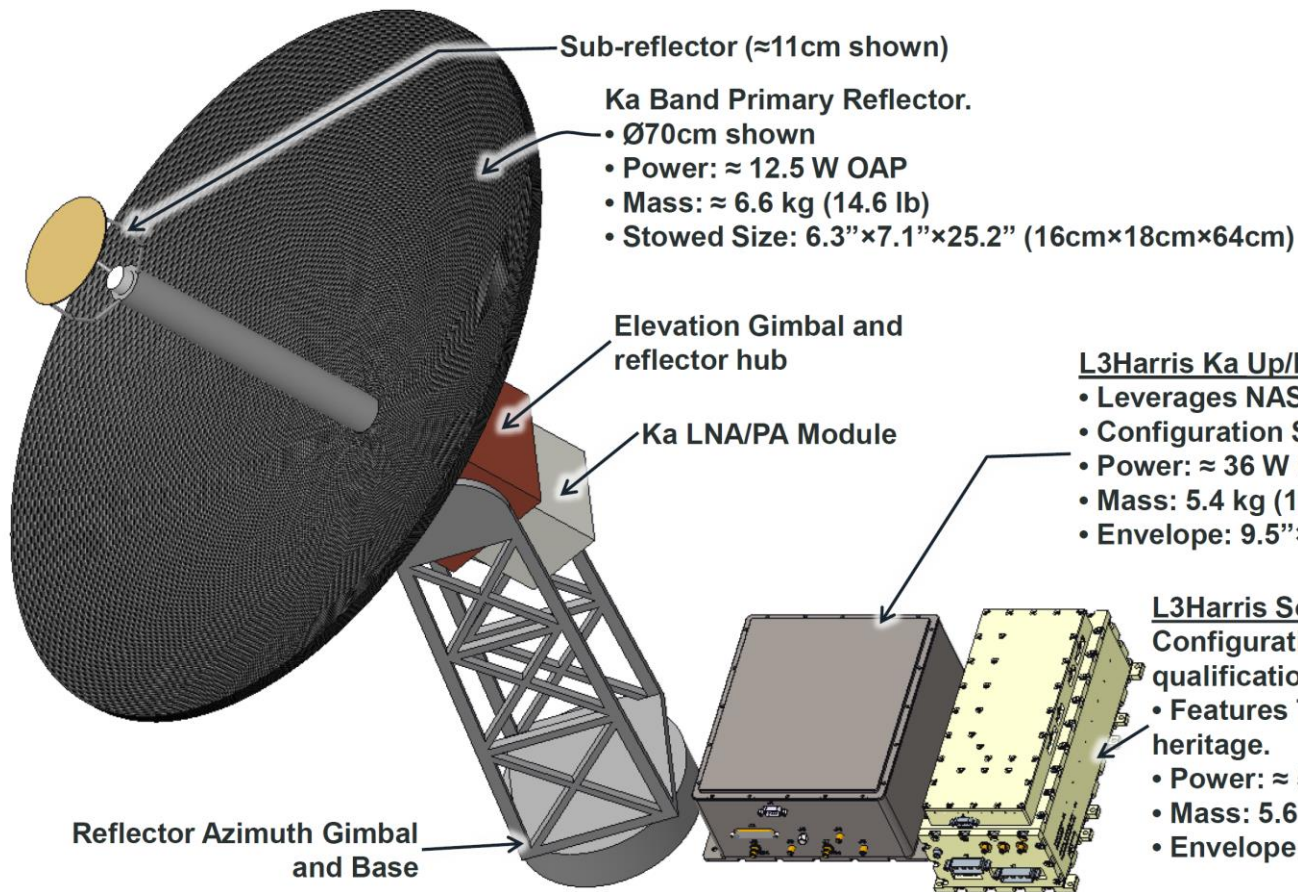 Sub-reflector (≈11cm shown)
Ka Band Primary Reflector.
• Ø70cm shown
• Power: ≈ 12.5 W OAP
• Mass: ≈ 6.6 kg (14.6 lb)
• Stowed Size: 6.3”×7.1”×25.2” (16cm×18cm×64cm)
Elevation Gimbal and
reflector hub
Ka LNA/PA Module
L3Harris Ka Up/
• Leverages NAS
• Configuration S
• Power: ≈ 36 W
• Mass: 5.4 kg (1
• Envelope: 9.5”
L3Harris So
Configurati
qualification
• Features
heritage.
• Power: ≈
• Mass: 5.6
• Envelope
Reflector Azimuth Gimbal
and Base